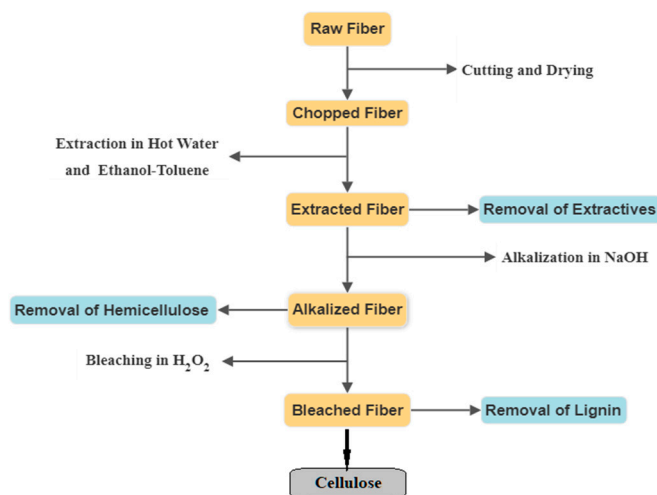 Raw Fiber
Cutting and Drying
Chopped Fiber
Extraction in Hot Water
and Ethanol-Toluene
Extracted Fiber
Removal of Extractives
Alkalization in NaOH
Removal of Hemicellulose
Alkalized Fiber
Bleaching in H₂O₂
Bleached Fiber
Removal of Lignin
Cellulose